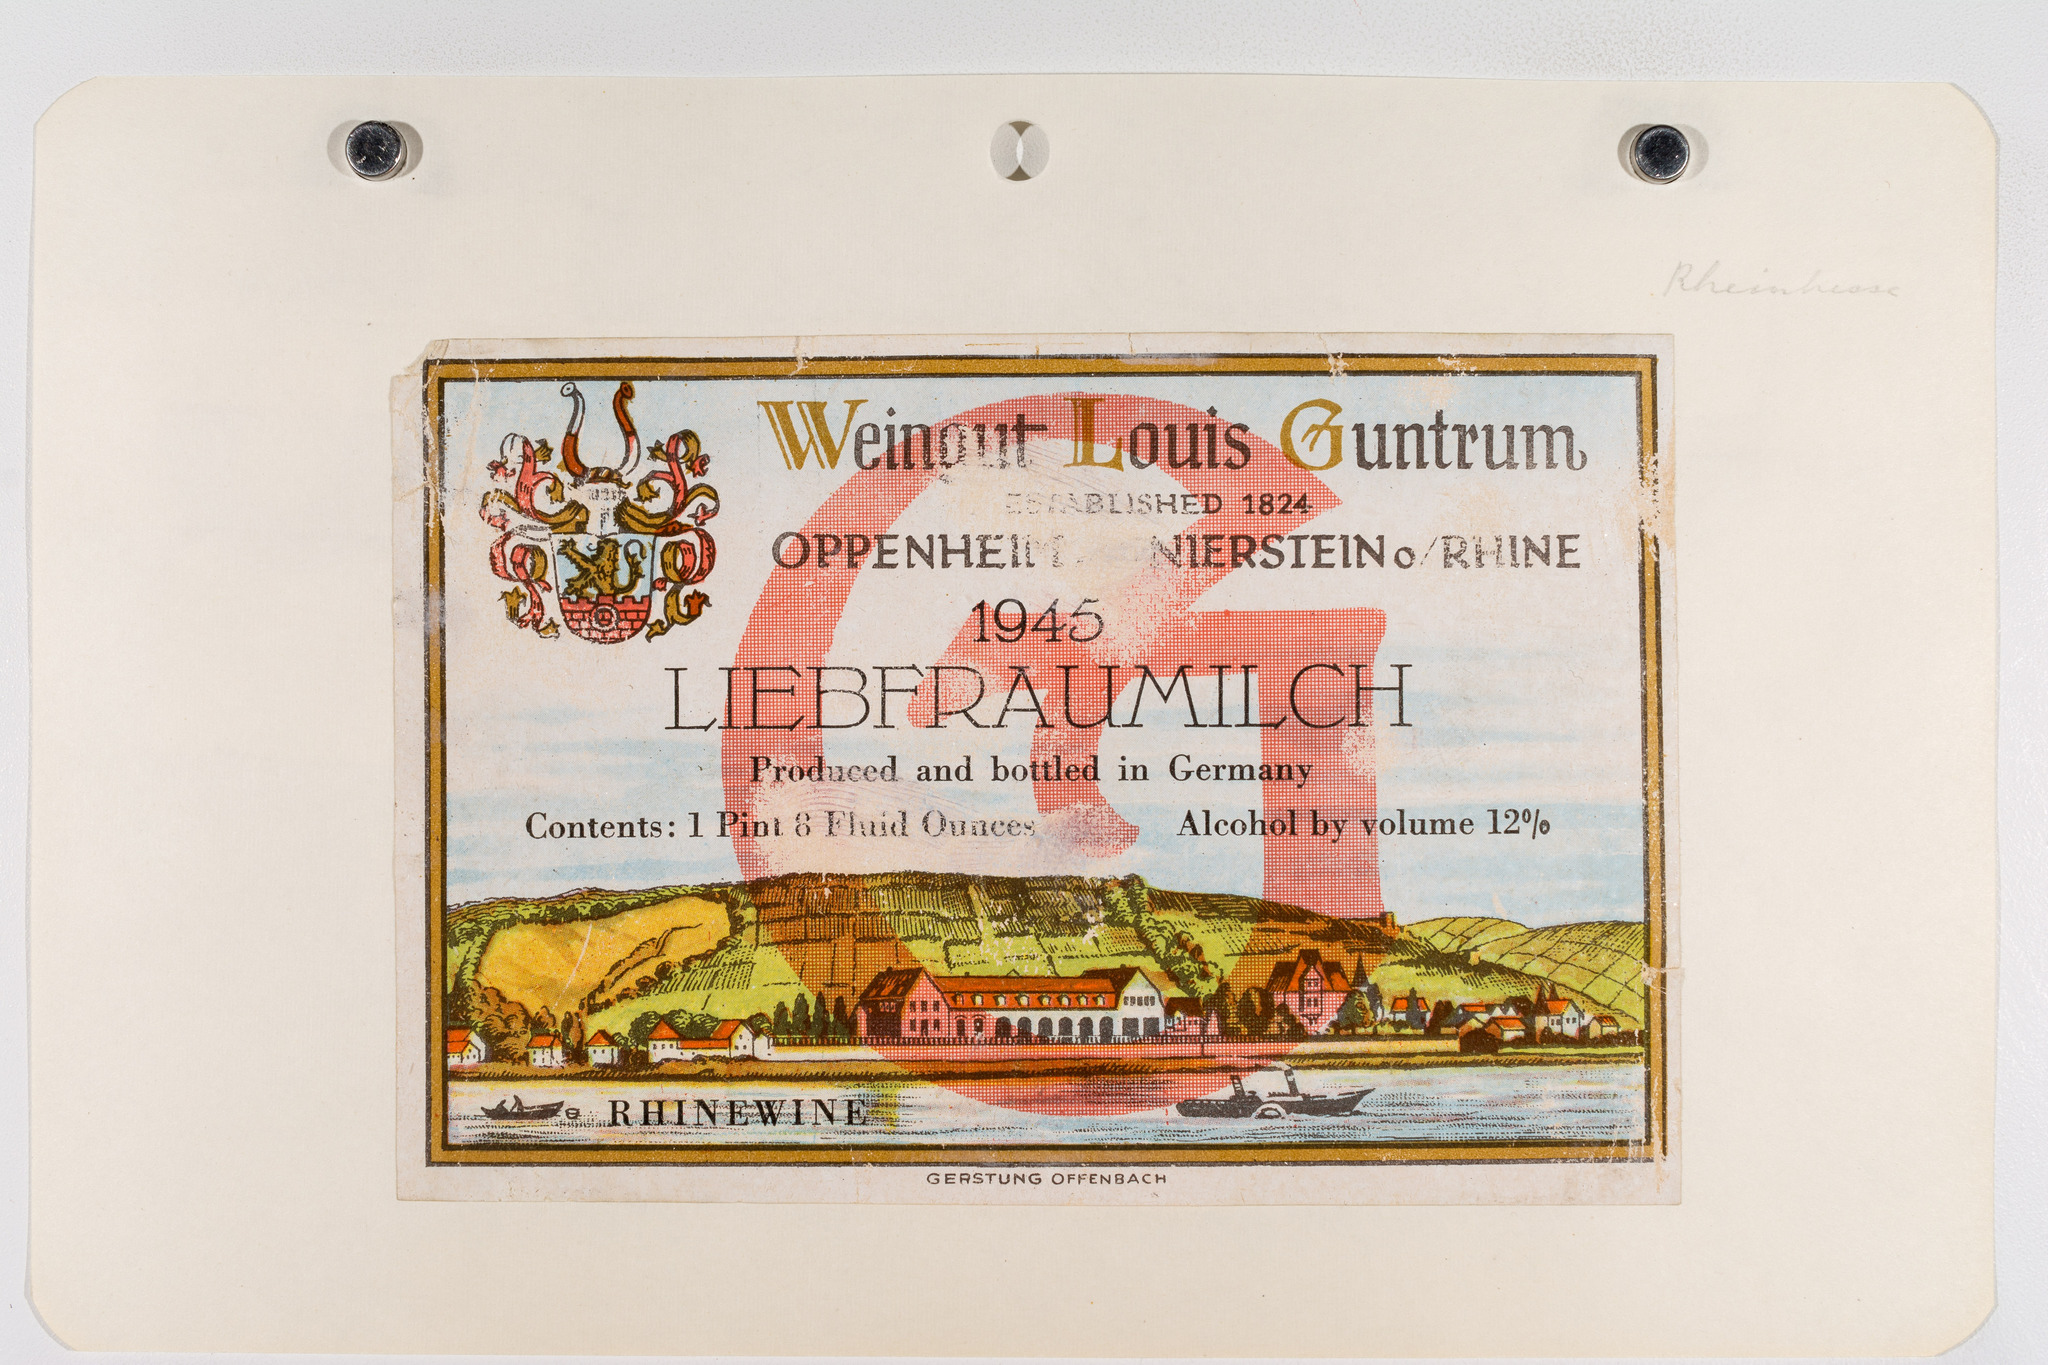 Rheinhesse
Weingut Louis Guntrum
ESTABLISHED 1824
OPPENHEIM NIERSTEIN o/RHINE
1945
LIEBFRAUMILCH
Produced and bottled in Germany
Contents: 1 Pint 8 Fluid Ounces Alcohol by volume 12%
RHINEWINE
GERSTUNG OFFENBACH